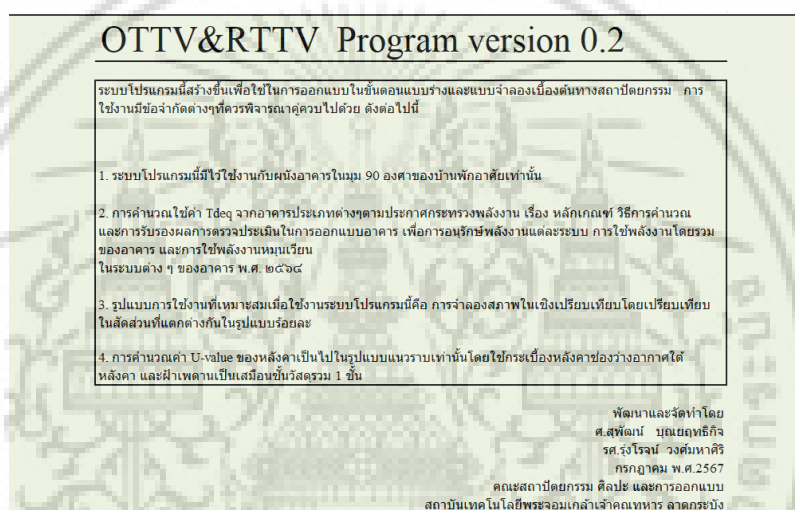 OTTV&RTTV Program version 0.2
ระบบโปรแกรมนี้สร้างขึ้นเพื่อใช้ในการออกแบบในขั้นตอนแบบร่างและแบบจำลองเบื้องต้นทางสถาปัตยกรรม การ
ใช้งานมีข้อจำกัดต่างๆที่ควรพิจารณาคู่ควบไปด้วย ดังต่อไปนี้
1. ระบบโปรแกรมนี้มีไว้ใช้งานกับผนังอาคารในมุม 90 องศาของบ้านพักอาศัยเท่านั้น
2. การคำนวณใช้ค่า Tdeq จากอาคารประเภทต่างๆตามประกาศกระทรวงพลังงาน เรื่อง หลักเกณฑ์ วิธีการคำนวณ
และการรับรองผลการตรวจประเมินในการออกแบบอาคาร เพื่อการอนุรักษ์พลังงานแต่ละระบบ การใช้พลังงานโดยรวม
ของอาคาร และการใช้พลังงานหมุนเวียน
ในระบบต่าง ๆ ของอาคาร พ.ศ. ๒๕๖๔
3. รูปแบบการใช้งานที่เหมาะสมเมื่อใช้งานระบบโปรแกรมนี้คือ การจำลองสภาพในเชิงเปรียบเทียบโดยเปรียบเทียบ
ในสัดส่วนที่แตกต่างกันในรูปแบบร้อยละ
4. การคำนวณค่า U-value ของหลังคาเป็นไปในรูปแบบแนวราบเท่านั้นโดยใช้กระเบื้องหลังคาช่องว่างอากาศใต้
หลังคา และฝ้าเพดานเป็นเสมือนชั้นวัสดุรวม 1 ชั้น
พัฒนาและจัดทำโดย
ศ.สุพัฒน์ บุณยฤทธิกิจ
รศ.รุ่งโรจน์ วงศ์มหาศิริ
กรกฎาคม พ.ศ.2567
คณะสถาปัตยกรรม ศิลปะ และการออกแบบ
สถาบันเทคโนโลยีพระจอมเกล้าเจ้าคุณทหาร ลาดกระบัง